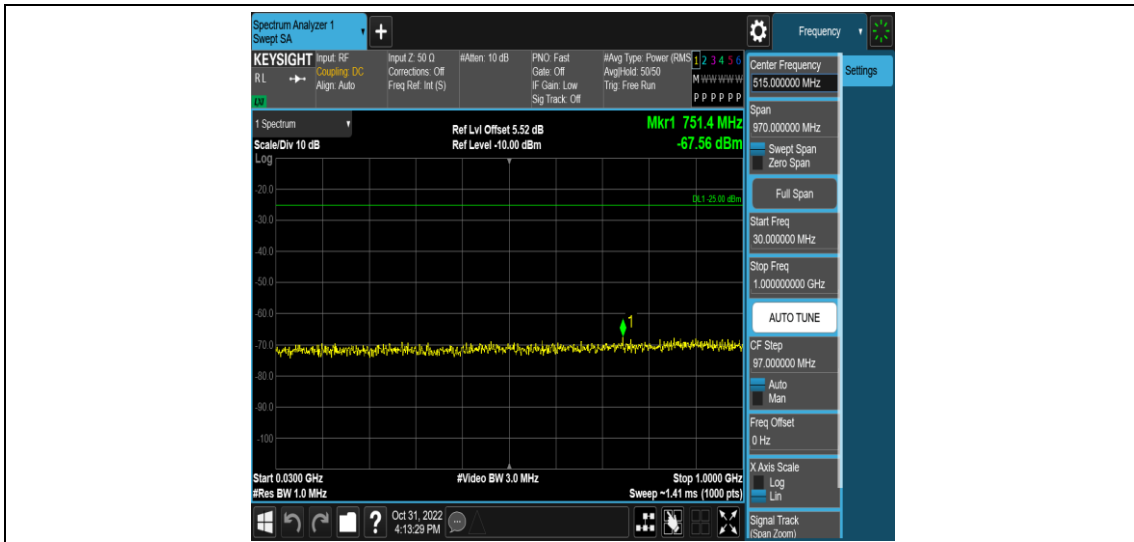 Spectrum Analyzer 1
Swept SA
+
Frequency
KEYSIGHT
RL
Input: RF
Coupling: DC
Align: Auto
Input Z: 50 Ω
Corrections: Off
Freq Ref: Int (S)
#Atten: 10 dB
PNO: Fast
Gate: Off
IF Gain: Low
Sig Track: Off
#Avg Type: Power (RMS
Avg|Hold: 50/50
Trig: Free Run
1 2 3 4 5 6
M W W W W W
P P P P P P
1 Spectrum
Scale/Div 10 dB
Log
Ref Lvl Offset 5.52 dB
Ref Level -10.00 dBm
Mkr1 751.4 MHz
-67.56 dBm
DL1 -25.00 dBm
-20.0
-30.0
-40.0
-50.0
-60.0
-70.0
-80.0
-90.0
-100
1
Start 0.0300 GHz
#Res BW 1.0 MHz
#Video BW 3.0 MHz
Stop 1.0000 GHz
Sweep ~1.41 ms (1000 pts)
Center Frequency
515.000000 MHz
Settings
Span
970.000000 MHz
Swept Span
Zero Span
Full Span
Start Freq
30.000000 MHz
Stop Freq
1.000000000 GHz
AUTO TUNE
CF Step
97.000000 MHz
Auto
Man
Freq Offset
0 Hz
X Axis Scale
Log
Lin
Signal Track
(Span Zoom)
?
Oct 31, 2022
4:13:29 PM